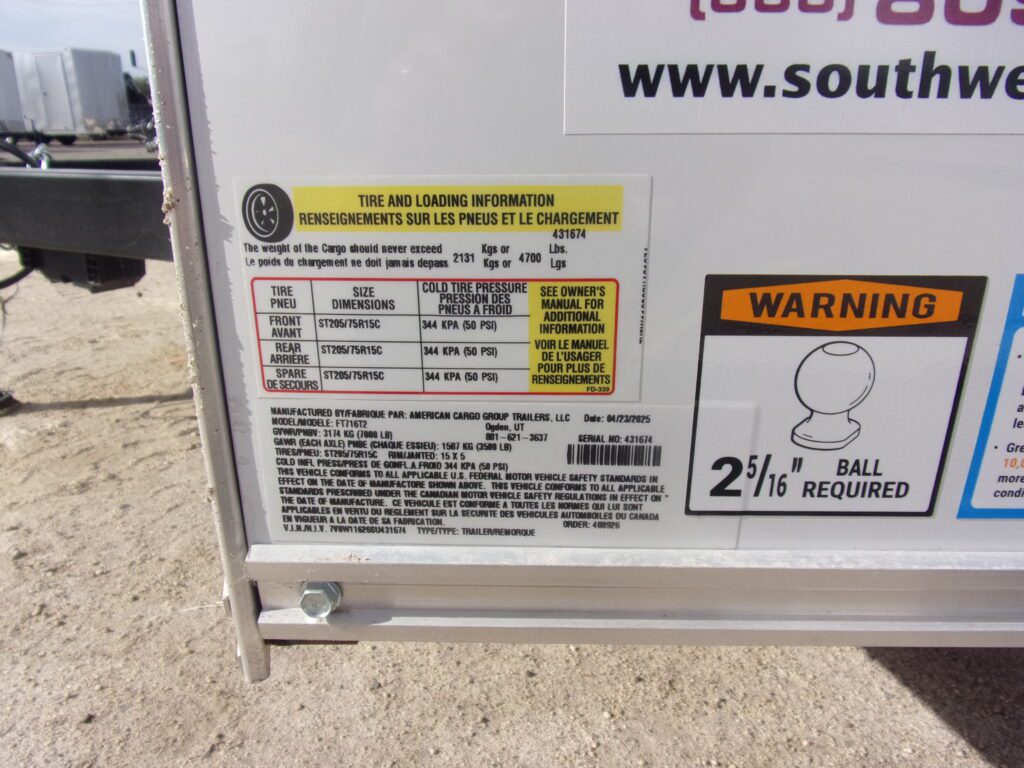 www.southwe
TIRE AND LOADING INFORMATION
RENSEIGNEMENTS SUR LES PNEUS ET LE CHARGEMENT
431674
The weight of the Cargo should never exceed 2131 Kgs or 4700 Lbs.
Le poids du chargement ne doit jamais depass Kgs or Lgs
TIRE PNEU SIZE DIMENSIONS COLD TIRE PRESSURE PRESSION DES PNEUS A FROID
FRONT AVANT ST205/75R15C 344 KPA (50 PSI)
REAR ARRIÈRE ST205/75R15C 344 KPA (50 PSI)
SPARE DE SECOURS ST205/75R15C 344 KPA (50 PSI)
SEE OWNER'S
MANUAL FOR
ADDITIONAL
INFORMATION
VOIR LE MANUEL
DE L'USAGER
POUR PLUS DE
RENSEIGNEMENTS
FD-339
MANUFACTURED BY/FABRIQUE PAR: AMERICAN CARGO GROUP TRAILERS, LLC Date: 04/23/2025
MODEL/MODELE: FT716T2 Ogden, UT
GVWR/PNBV: 3174 KG (7000 LB) 801-621-3637 SERIAL NO: 431674
GAWR (EACH AXLE) PNBE (CHAQUE ESSIEU): 1587 KG (3500 LB)
TIRES/PNEU: ST205/75R15C RIM/JANTED: 15 X 5
COLD INFL PRESS/PRESS DE GONFL.A.FROID 344 KPA (50 PSI)
THIS VEHICLE CONFORMS TO ALL APPLICABLE U.S. FEDERAL MOTOR VEHICLE SAFETY STANDARDS IN
EFFECT ON THE DATE OF MANUFACTURE SHOWN ABOVE. THIS VEHICLE CONFORMS TO ALL APPLICABLE
STANDARDS PRESCRIBED UNDER THE CANADIAN MOTOR VEHICLE SAFETY REGULATIONS IN EFFECT ON "
THE DATE OF MANUFACTURE. CE VEHICULE EST CONFORME A TOUTES LES NORMES QUI LUI SONT
APPLICABLES EN VERTU DU REGLEMENT SUR LA SECURITE DES VEHICULES AUTOMBOILES DU CANADA
EN VIGUEUR A LA DATE DE SA FABRICATION. ORDER: 480926
V.I.N./N.I.V. TYPE/TYPE: TRAILER/REMORQUE
WARNING
2 5/16" BALL REQUIRED
Gre
10,0
more
condi